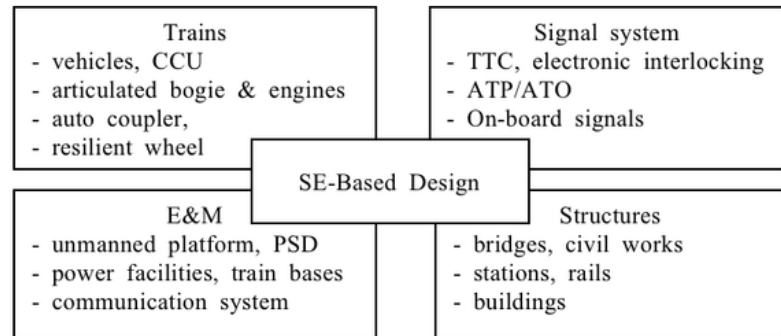 Trains
- vehicles, CCU
- articulated bogie & engines
- auto coupler,
- resilient wheel
Signal system
- TTC, electronic interlocking
- ATP/ATO
- On-board signals
SE-Based Design
E&M
- unmanned platform, PSD
- power facilities, train bases
- communication system
Structures
- bridges, civil works
- stations, rails
- buildings